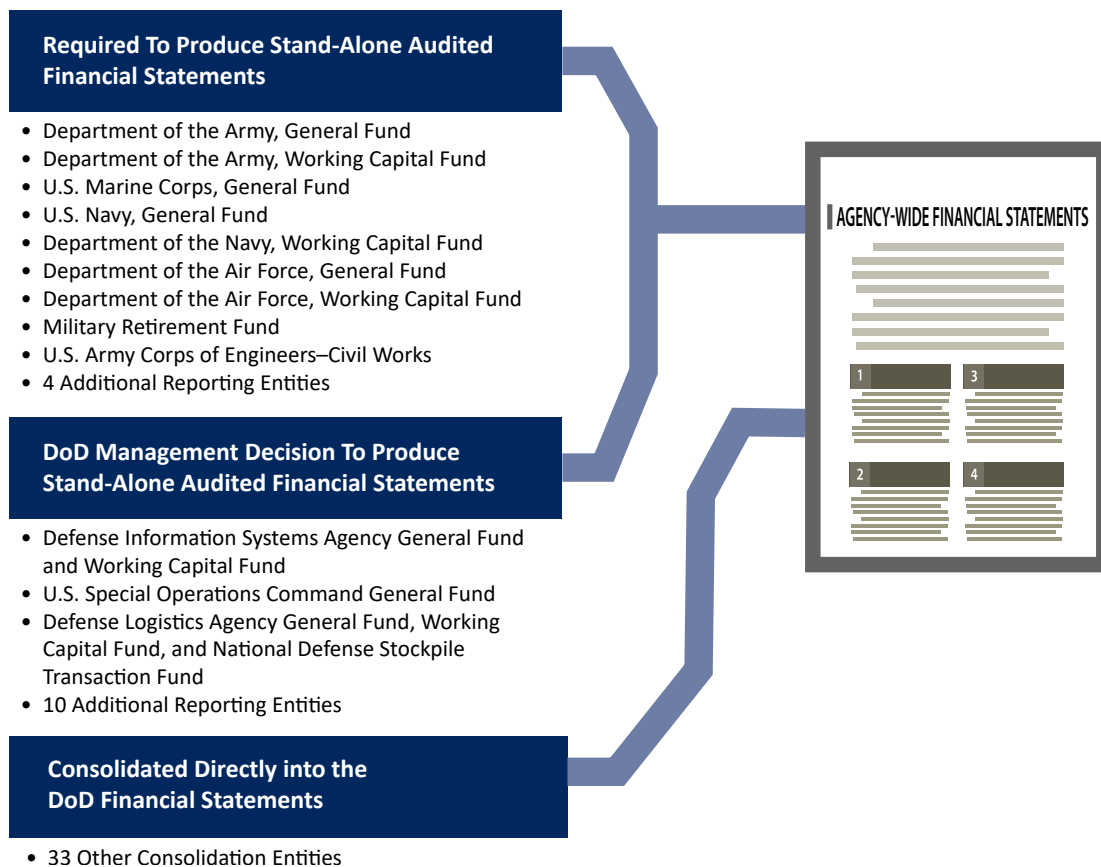 Required To Produce Stand-Alone Audited
Financial Statements
• Department of the Army, General Fund
• Department of the Army, Working Capital Fund
• U.S. Marine Corps, General Fund
• U.S. Navy, General Fund
• Department of the Navy, Working Capital Fund
• Department of the Air Force, General Fund
• Department of the Air Force, Working Capital Fund
• Military Retirement Fund
• U.S. Army Corps of Engineers–Civil Works
• 4 Additional Reporting Entities
DoD Management Decision To Produce
Stand-Alone Audited Financial Statements
• Defense Information Systems Agency General Fund
and Working Capital Fund
• U.S. Special Operations Command General Fund
• Defense Logistics Agency General Fund, Working
Capital Fund, and National Defense Stockpile
Transaction Fund
• 10 Additional Reporting Entities
Consolidated Directly into the
DoD Financial Statements
• 33 Other Consolidation Entities
AGENCY-WIDE FINANCIAL STATEMENTS
1
3
2
4